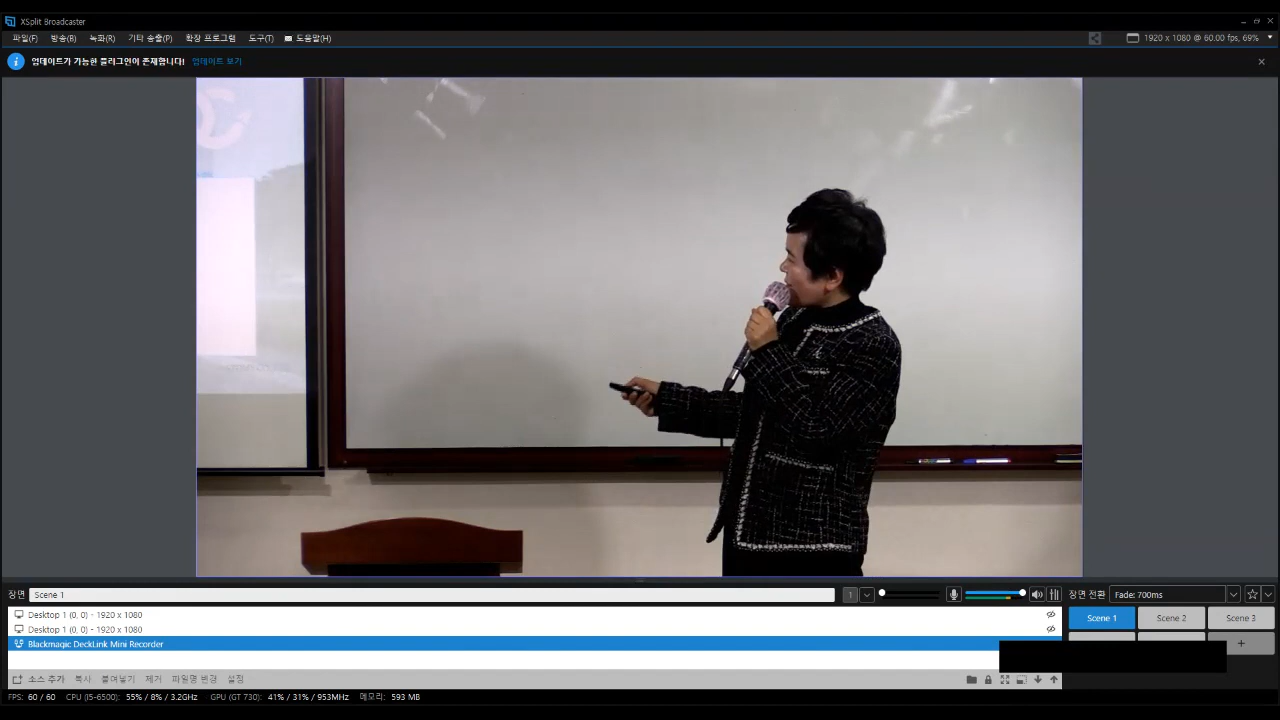 XSplit Broadcaster
파일(F) 방송(B) 녹화(R) 기타 송출(P) 확장 프로그램 도구(T) 도움말(H) 1920 x 1080 @ 60.00 fps, 69%
업데이트가 가능한 플러그인이 존재합니다! 업데이트 보기
장면 Scene 1 1 장면 전환 Fade: 700ms
Desktop 1 (0, 0) - 1920 x 1080
Desktop 1 (0, 0) - 1920 x 1080
Blackmagic DeckLink Mini Recorder
Scene 1 Scene 2 Scene 3
소스 추가 복사 붙여넣기 제거 파일명 변경 설정
FPS: 60 / 60 CPU (I5-6500): 55% / 8% / 3.2GHz GPU (GT 730): 41% / 31% / 953MHz 메모리: 593 MB